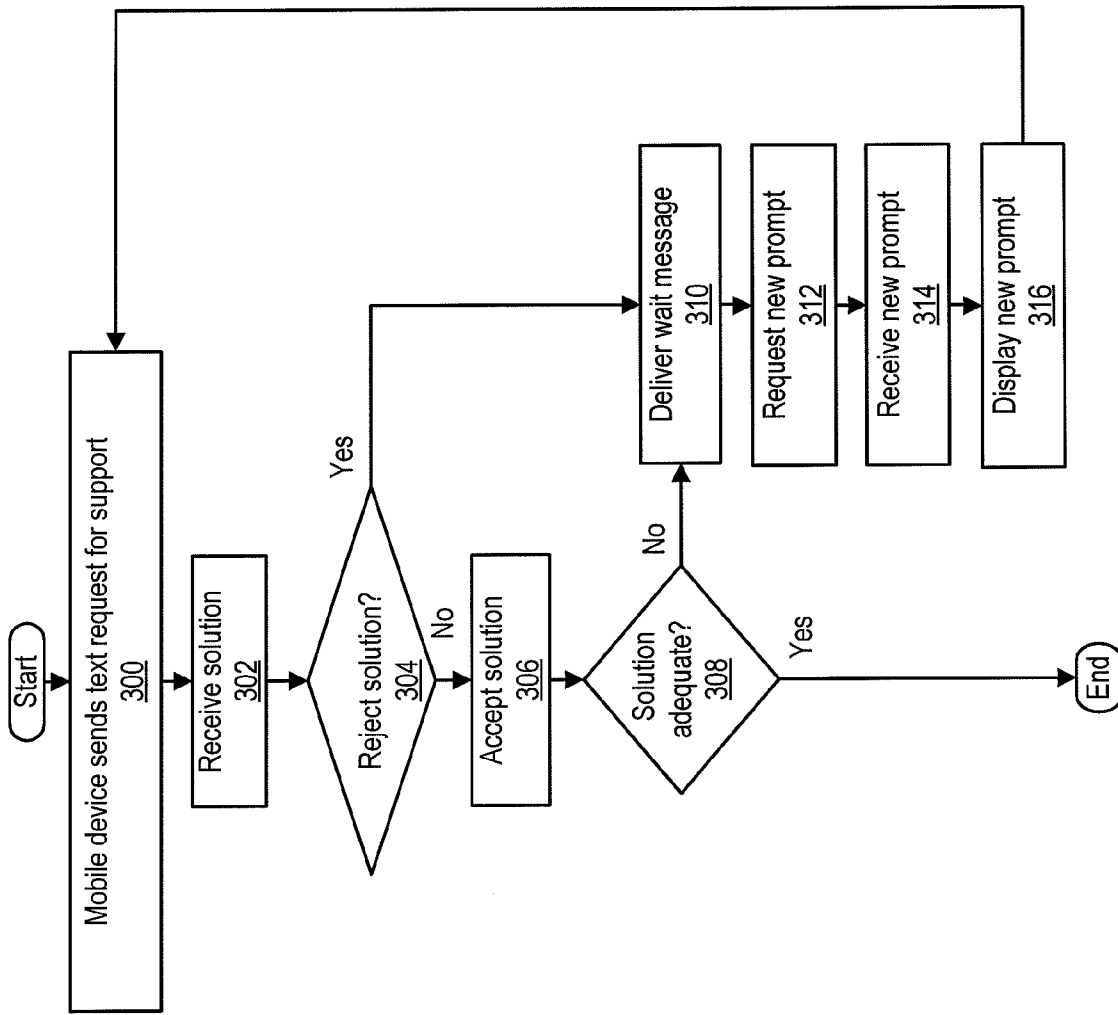 Start
Mobile device sends text request for support
300
Receive solution
302
Reject solution?
304
Yes
No
Accept solution
306
Solution
adequate?
308
No
Yes
Deliver wait message
310
Request new prompt
312
Receive new prompt
314
Display new prompt
316
End